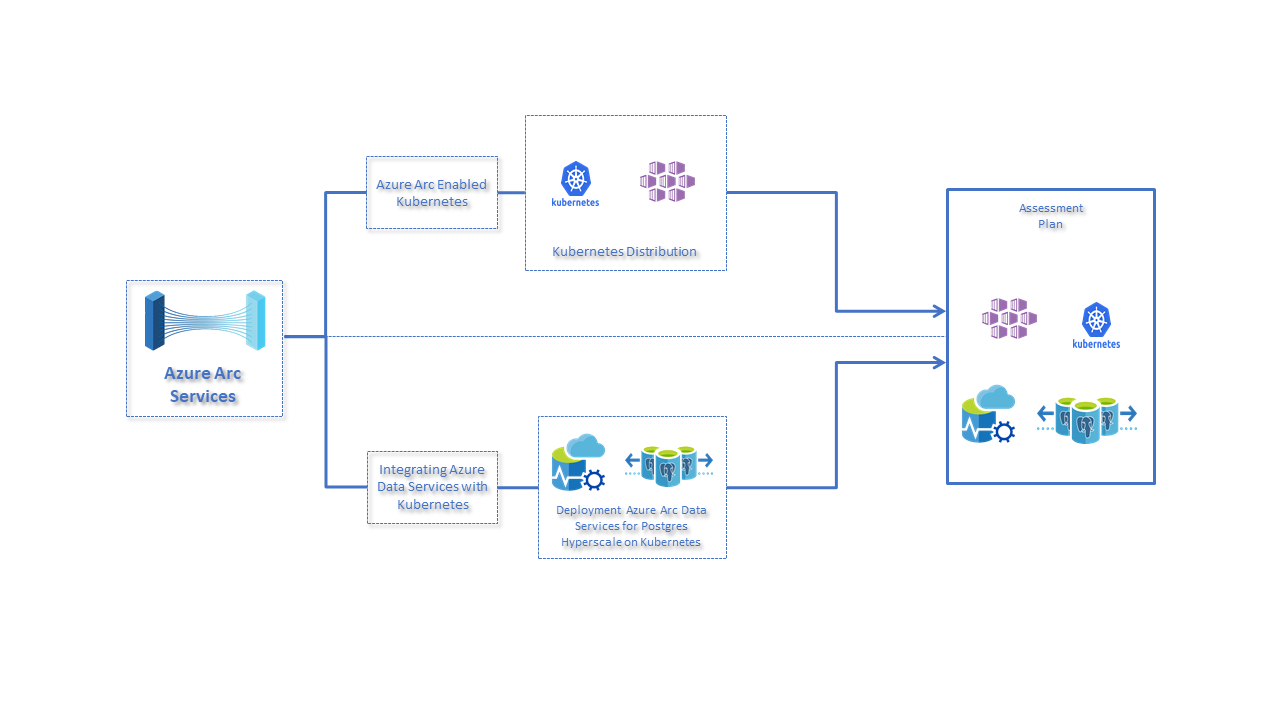 Azure Arc Enabled
Kubernetes
kubernetes
Kubernetes Distribution
Assessment
Plan
kubernetes
Azure Arc
Services
Integrating Azure
Data Services with
Kubernetes
Deployment Azure Arc Data
Services for Postgres
Hyperscale on Kubernetes